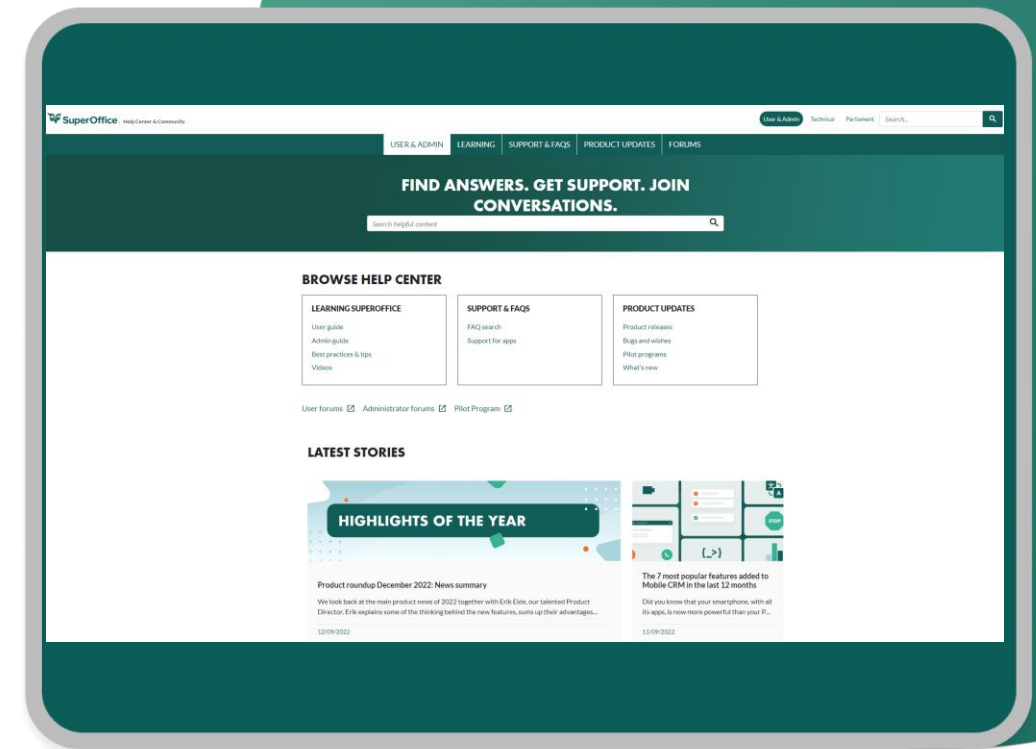 SuperOffice. Help Center & Community
User & Admin Technical Parliament Search...
USER & ADMIN LEARNING SUPPORT & FAQS PRODUCT UPDATES FORUMS
FIND ANSWERS. GET SUPPORT. JOIN
CONVERSATIONS.
Search helpful content
BROWSE HELP CENTER
LEARNING SUPEROFFICE
User guide
Admin guide
Best practices & tips
Videos
SUPPORT & FAQS
FAQ search
Support for apps
PRODUCT UPDATES
Product releases
Bugs and wishes
Pilot programs
What's new
User forums Administrator forums Pilot Program
LATEST STORIES
HIGHLIGHTS OF THE YEAR
Product roundup December 2022: News summary
We look back at the main product news of 2022 together with Erik Eide, our talented Product
Director. Erik explains some of the thinking behind the new features, sums up their advantages...
12/09/2022
A
STOP
{_>}
The 7 most popular features added to
Mobile CRM in the last 12 months
Did you know that your smartphone, with all
its apps, is now more powerful than your P...
11/09/2022